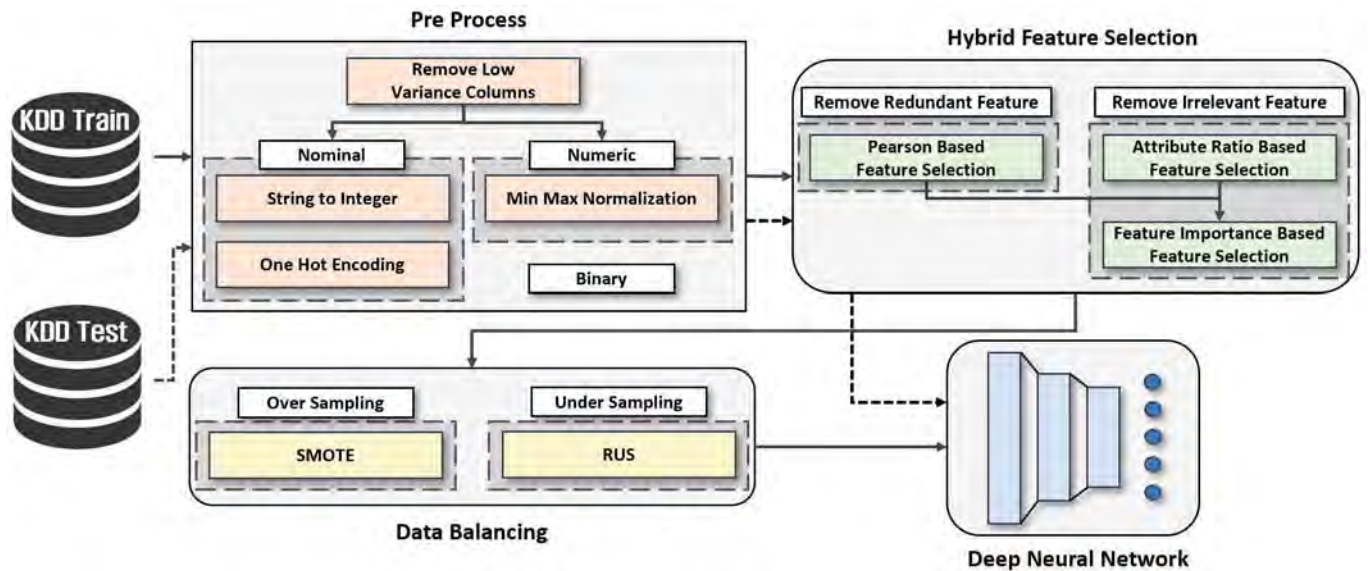 Pre Process
Hybrid Feature Selection
KDD Train
Remove Low
Variance Columns
Nominal
String to Integer
One Hot Encoding
Numeric
Min Max Normalization
Binary
Remove Redundant Feature
Pearson Based
Feature Selection
Remove Irrelevant Feature
Attribute Ratio Based
Feature Selection
Feature Importance Based
Feature Selection
KDD Test
Over Sampling
SMOTE
Under Sampling
RUS
Data Balancing
Deep Neural Network